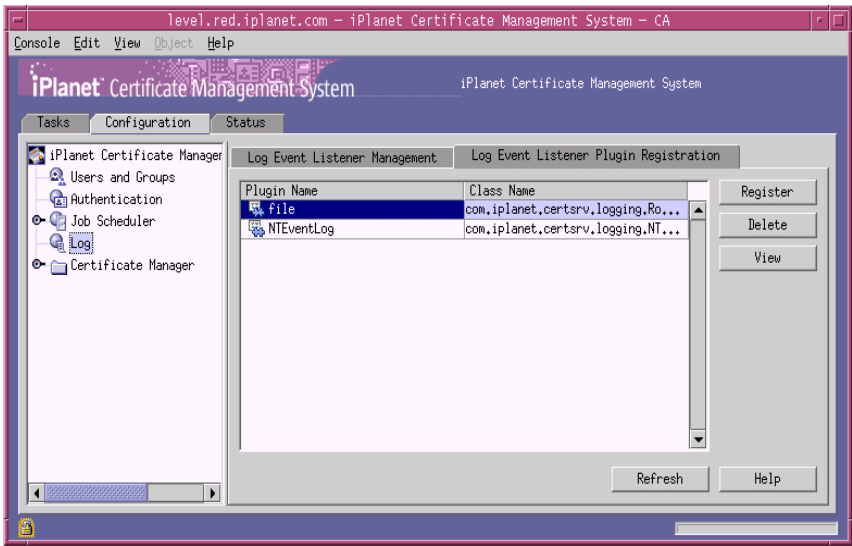 level.red.iplanet.com - iPlanet Certificate Management System - CA
Console Edit View Object Help
iPlanet Certificate Management System
iPlanet Certificate Management System
Tasks Configuration Status
iPlanet Certificate Manager
Users and Groups
Authentication
Job Scheduler
Log
Certificate Manager
Log Event Listener Management Log Event Listener Plugin Registration
Plugin Name Class Name
file com.iplanet.certsrv.logging.Ro...
NTEventLog com.iplanet.certsrv.logging.NT...
Register
Delete
View
Refresh Help